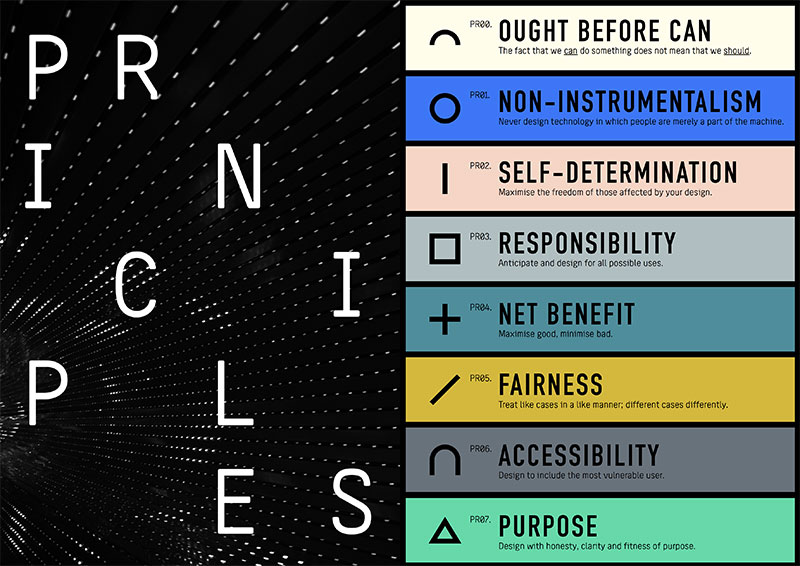 P R
I N
C I
P L
E S
PR00. OUGHT BEFORE CAN
The fact that we can do something does not mean that we should.
PR01. NON-INSTRUMENTALISM
Never design technology in which people are merely a part of the machine.
PR02. SELF-DETERMINATION
Maximise the freedom of those affected by your design.
PR03. RESPONSIBILITY
Anticipate and design for all possible uses.
PR04. NET BENEFIT
Maximise good, minimise bad.
PR05. FAIRNESS
Treat like cases in a like manner; different cases differently.
PR06. ACCESSIBILITY
Design to include the most vulnerable user.
PR07. PURPOSE
Design with honesty, clarity and fitness of purpose.